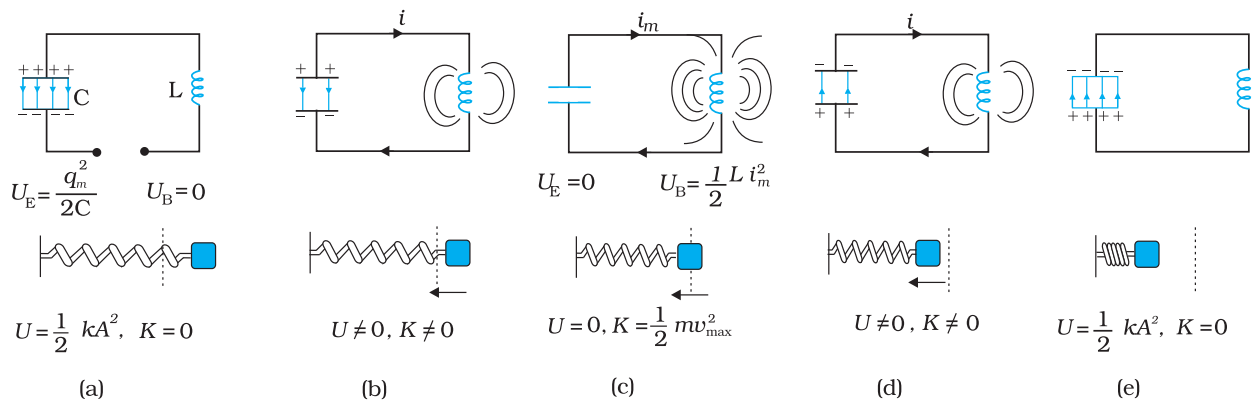 i
i_m
i
+ + + +
C
L
− − − −
+ +
− −
− −
+ +
− − − −
+ + + +
U_E = q_m^2 / 2C
U_B = 0
U_E = 0
U_B = 1/2 L i_m^2
U = 1/2 kA^2, K = 0
U ≠ 0, K ≠ 0
U = 0, K = 1/2 mv_max^2
U ≠ 0, K ≠ 0
U = 1/2 kA^2, K = 0
(a)
(b)
(c)
(d)
(e)